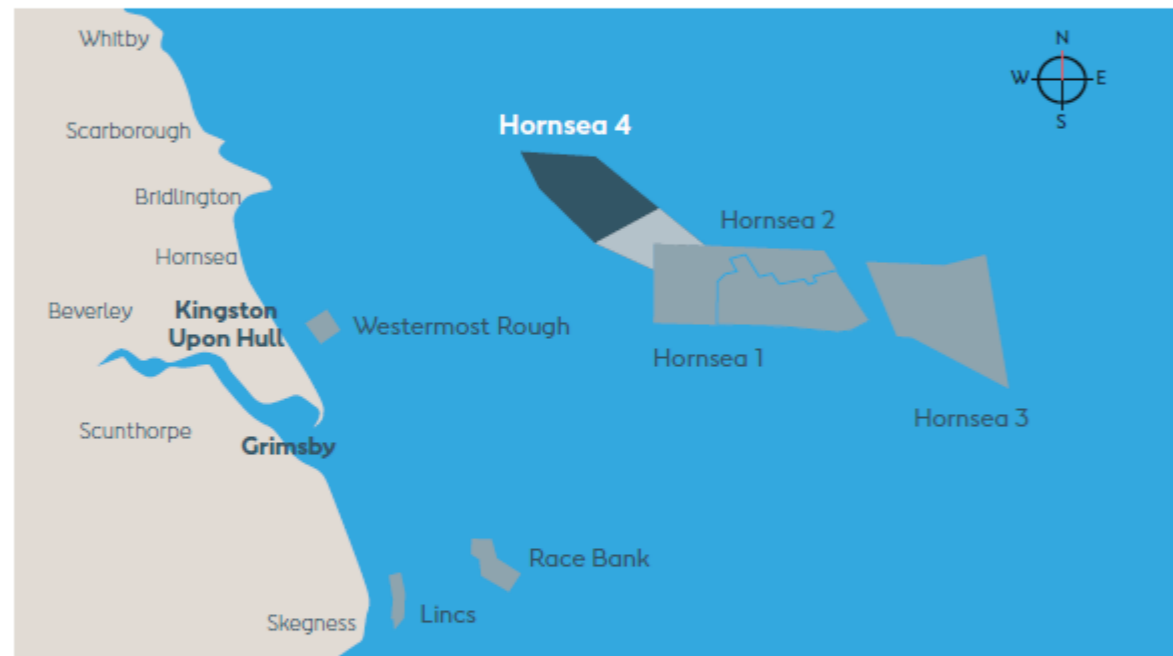 Whitby
N
W
E
S
Scarborough
Hornsea 4
Bridlington
Hornsea 2
Hornsea
Beverley
Kingston
Upon Hull
Westermost Rough
Hornsea 1
Hornsea 3
Scunthorpe
Grimsby
Race Bank
Skegness
Lincs